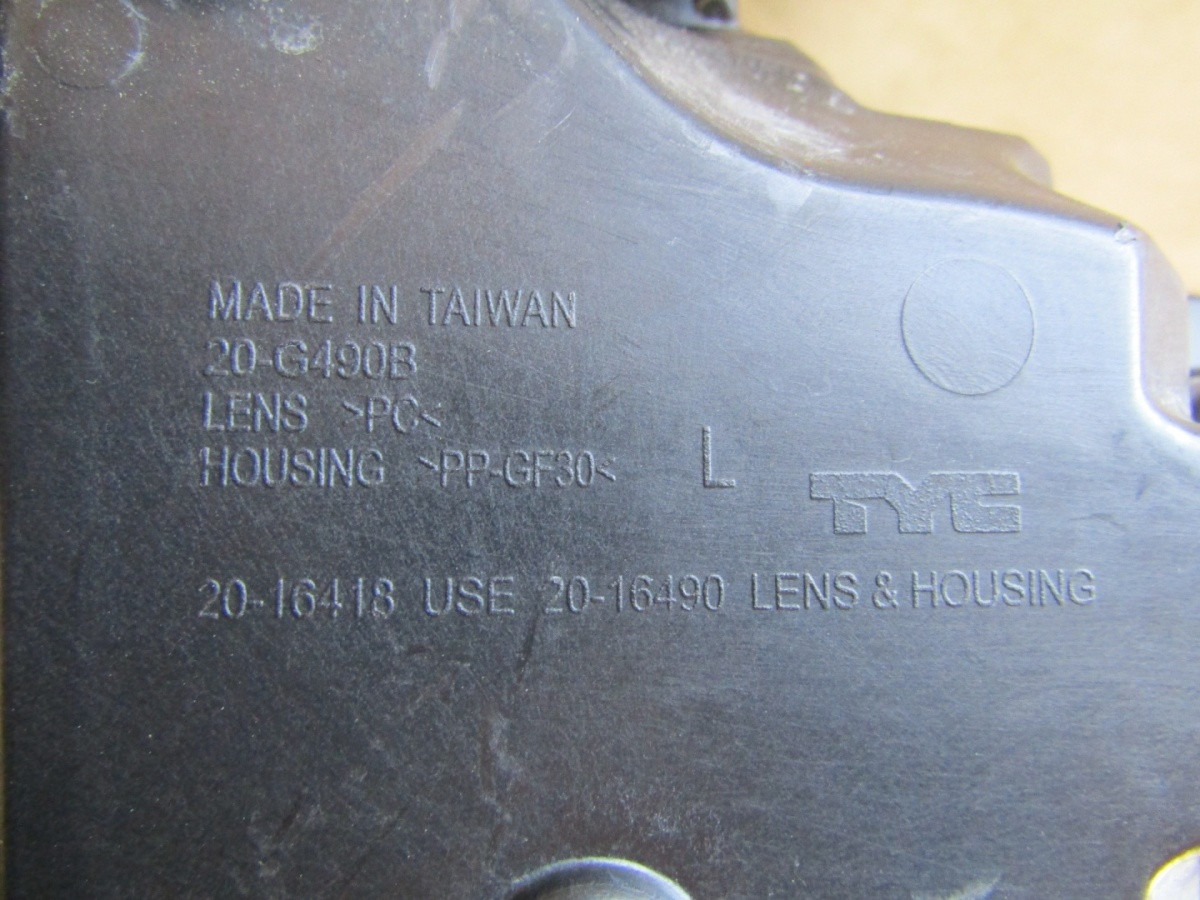 MADE IN TAIWAN
20-G490B
LENS >PC<
HOUSING >PP-GF30< L
TYC
20-16418 USE 20-16490 LENS & HOUSING